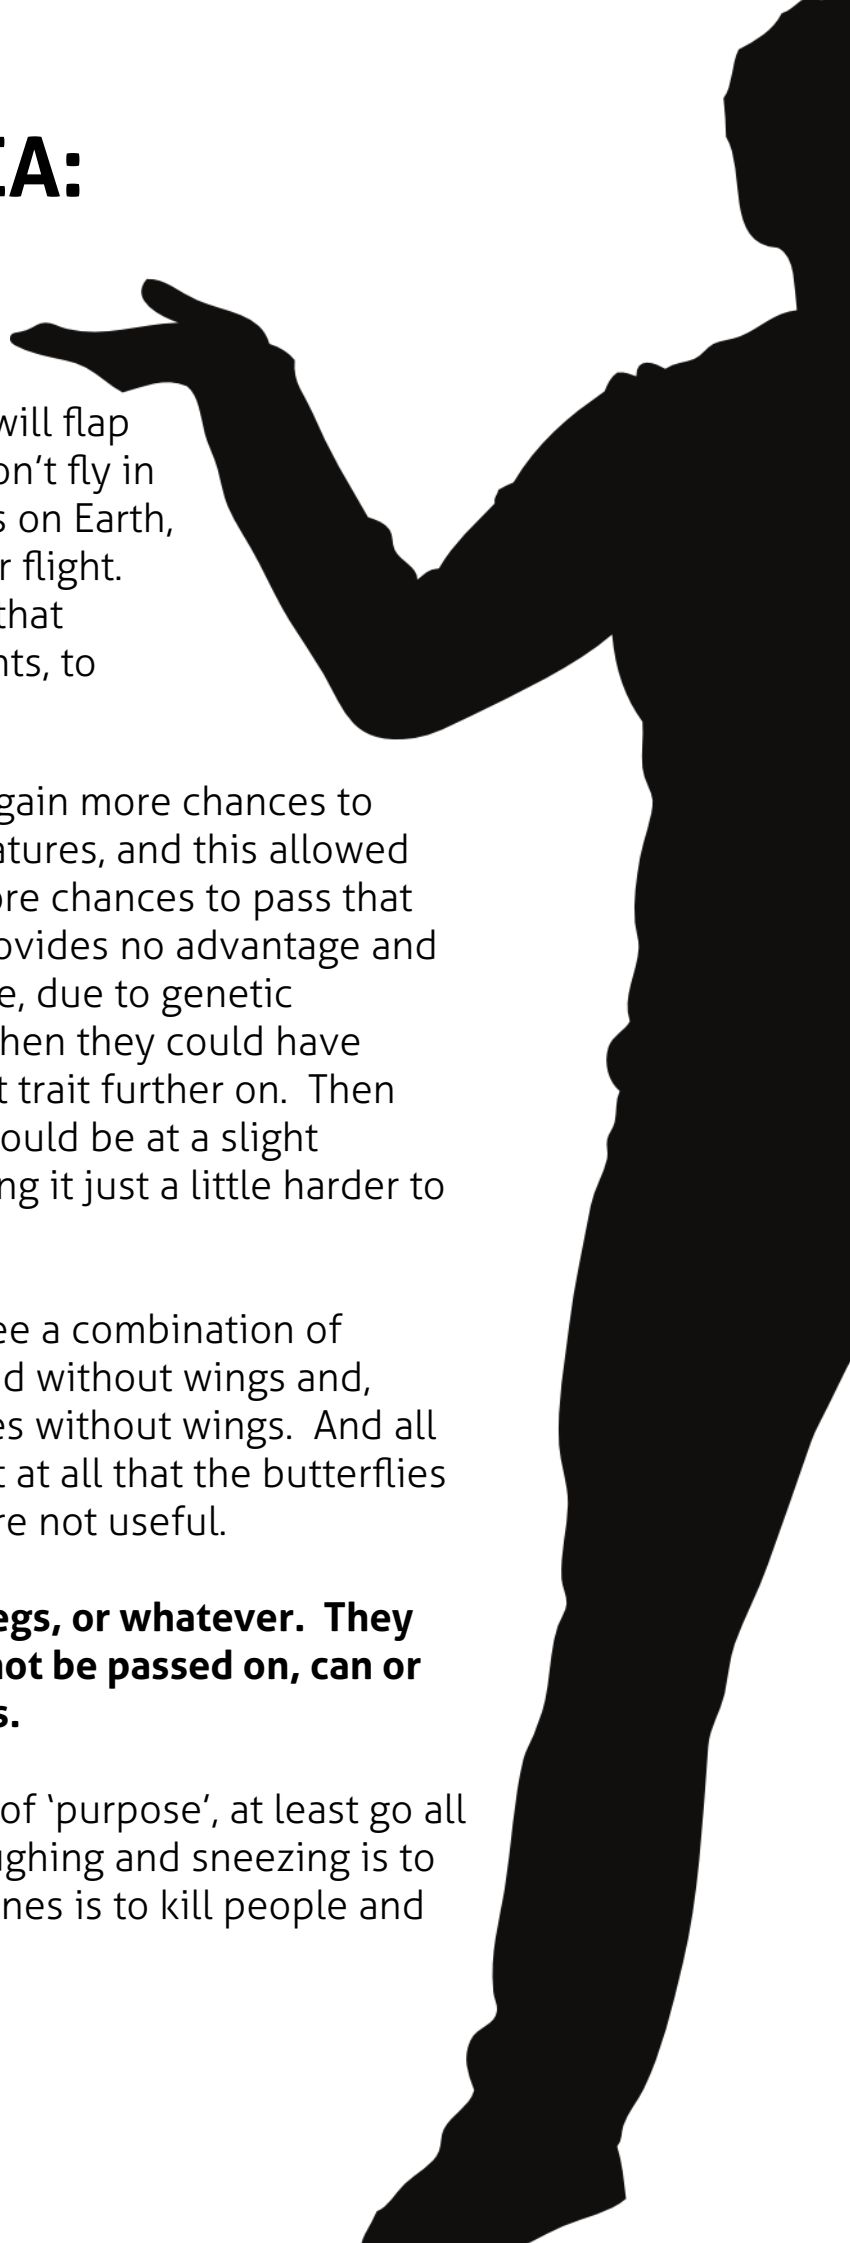 IA:
will flap
on't fly in
s on Earth,
r flight.
that
nts, to
gain more chances to
atures, and this allowed
ore chances to pass that
ovides no advantage and
e, due to genetic
hen they could have
t trait further on.  Then
ould be at a slight
ng it just a little harder to
ee a combination of
d without wings and,
es without wings.  And all
t at all that the butterflies
re not useful.
egs, or whatever.  They
not be passed on, can or
s.
of ‘purpose’, at least go all
ughing and sneezing is to
nes is to kill people and